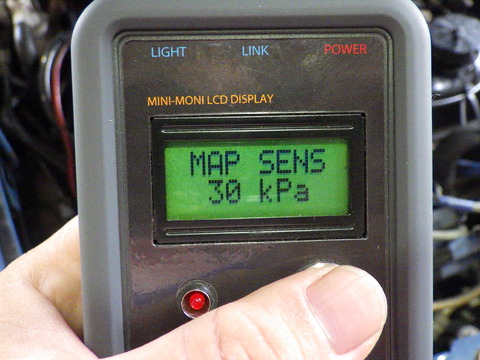 LIGHT LINK POWER
MINI-MONI LCD DISPLAY
MAP SENS
30 kPa